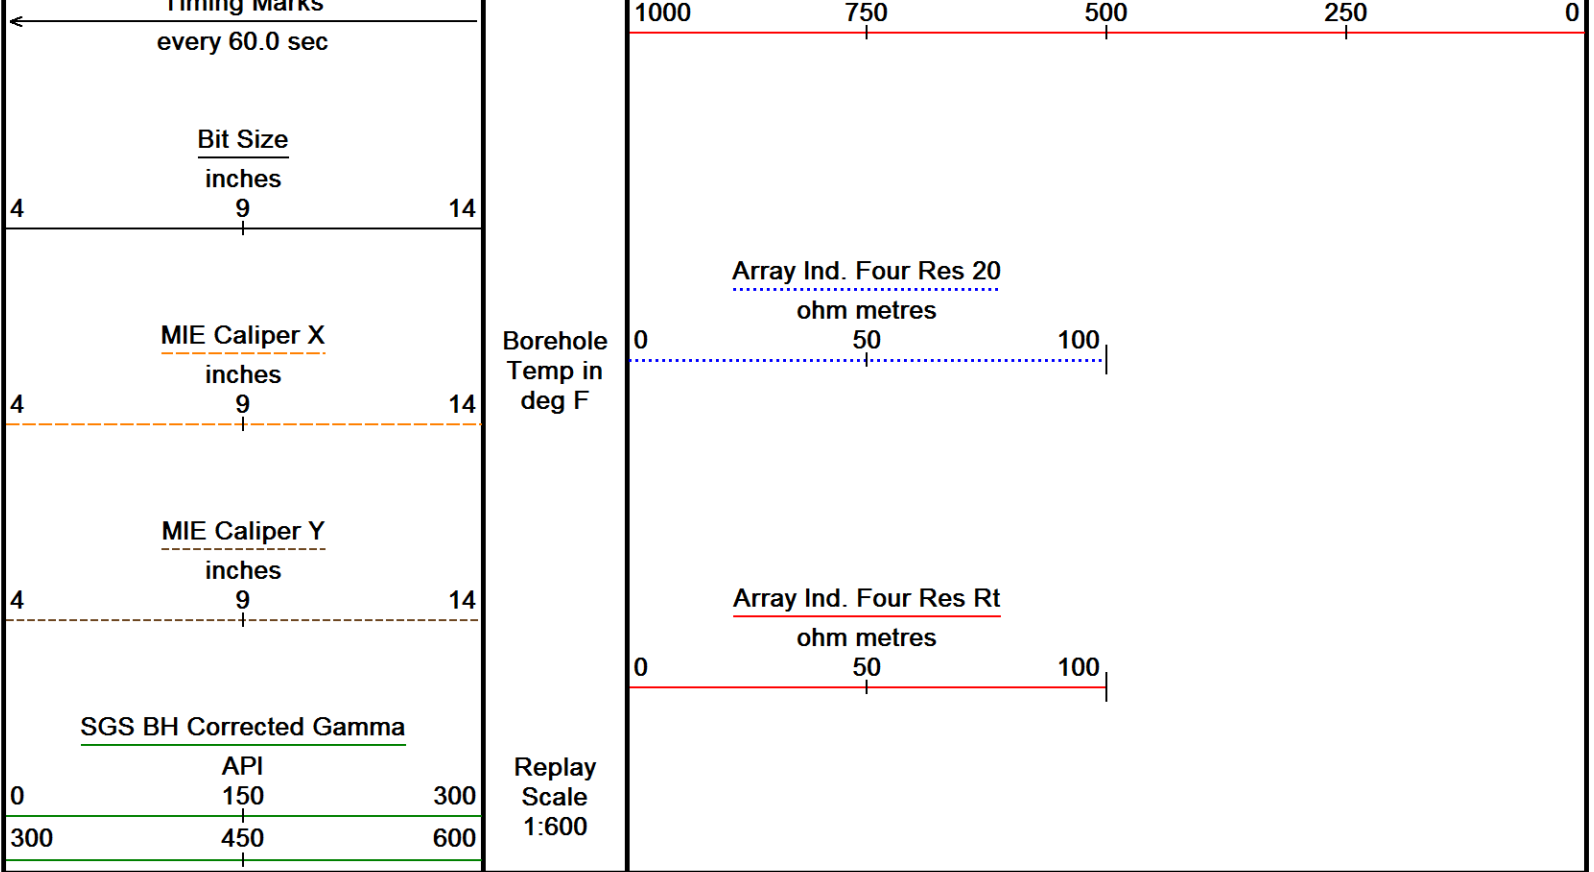 Timing Marks
every 60.0 sec
Bit Size
inches
4 9 14
MIE Caliper X
inches
4 9 14
MIE Caliper Y
inches
4 9 14
SGS BH Corrected Gamma
API
0 150 300
300 450 600
Borehole
Temp in
deg F
Replay
Scale
1:600
1000 750 500 250 0
Array Ind. Four Res 20
ohm metres
0 50 100
Array Ind. Four Res Rt
ohm metres
0 50 100